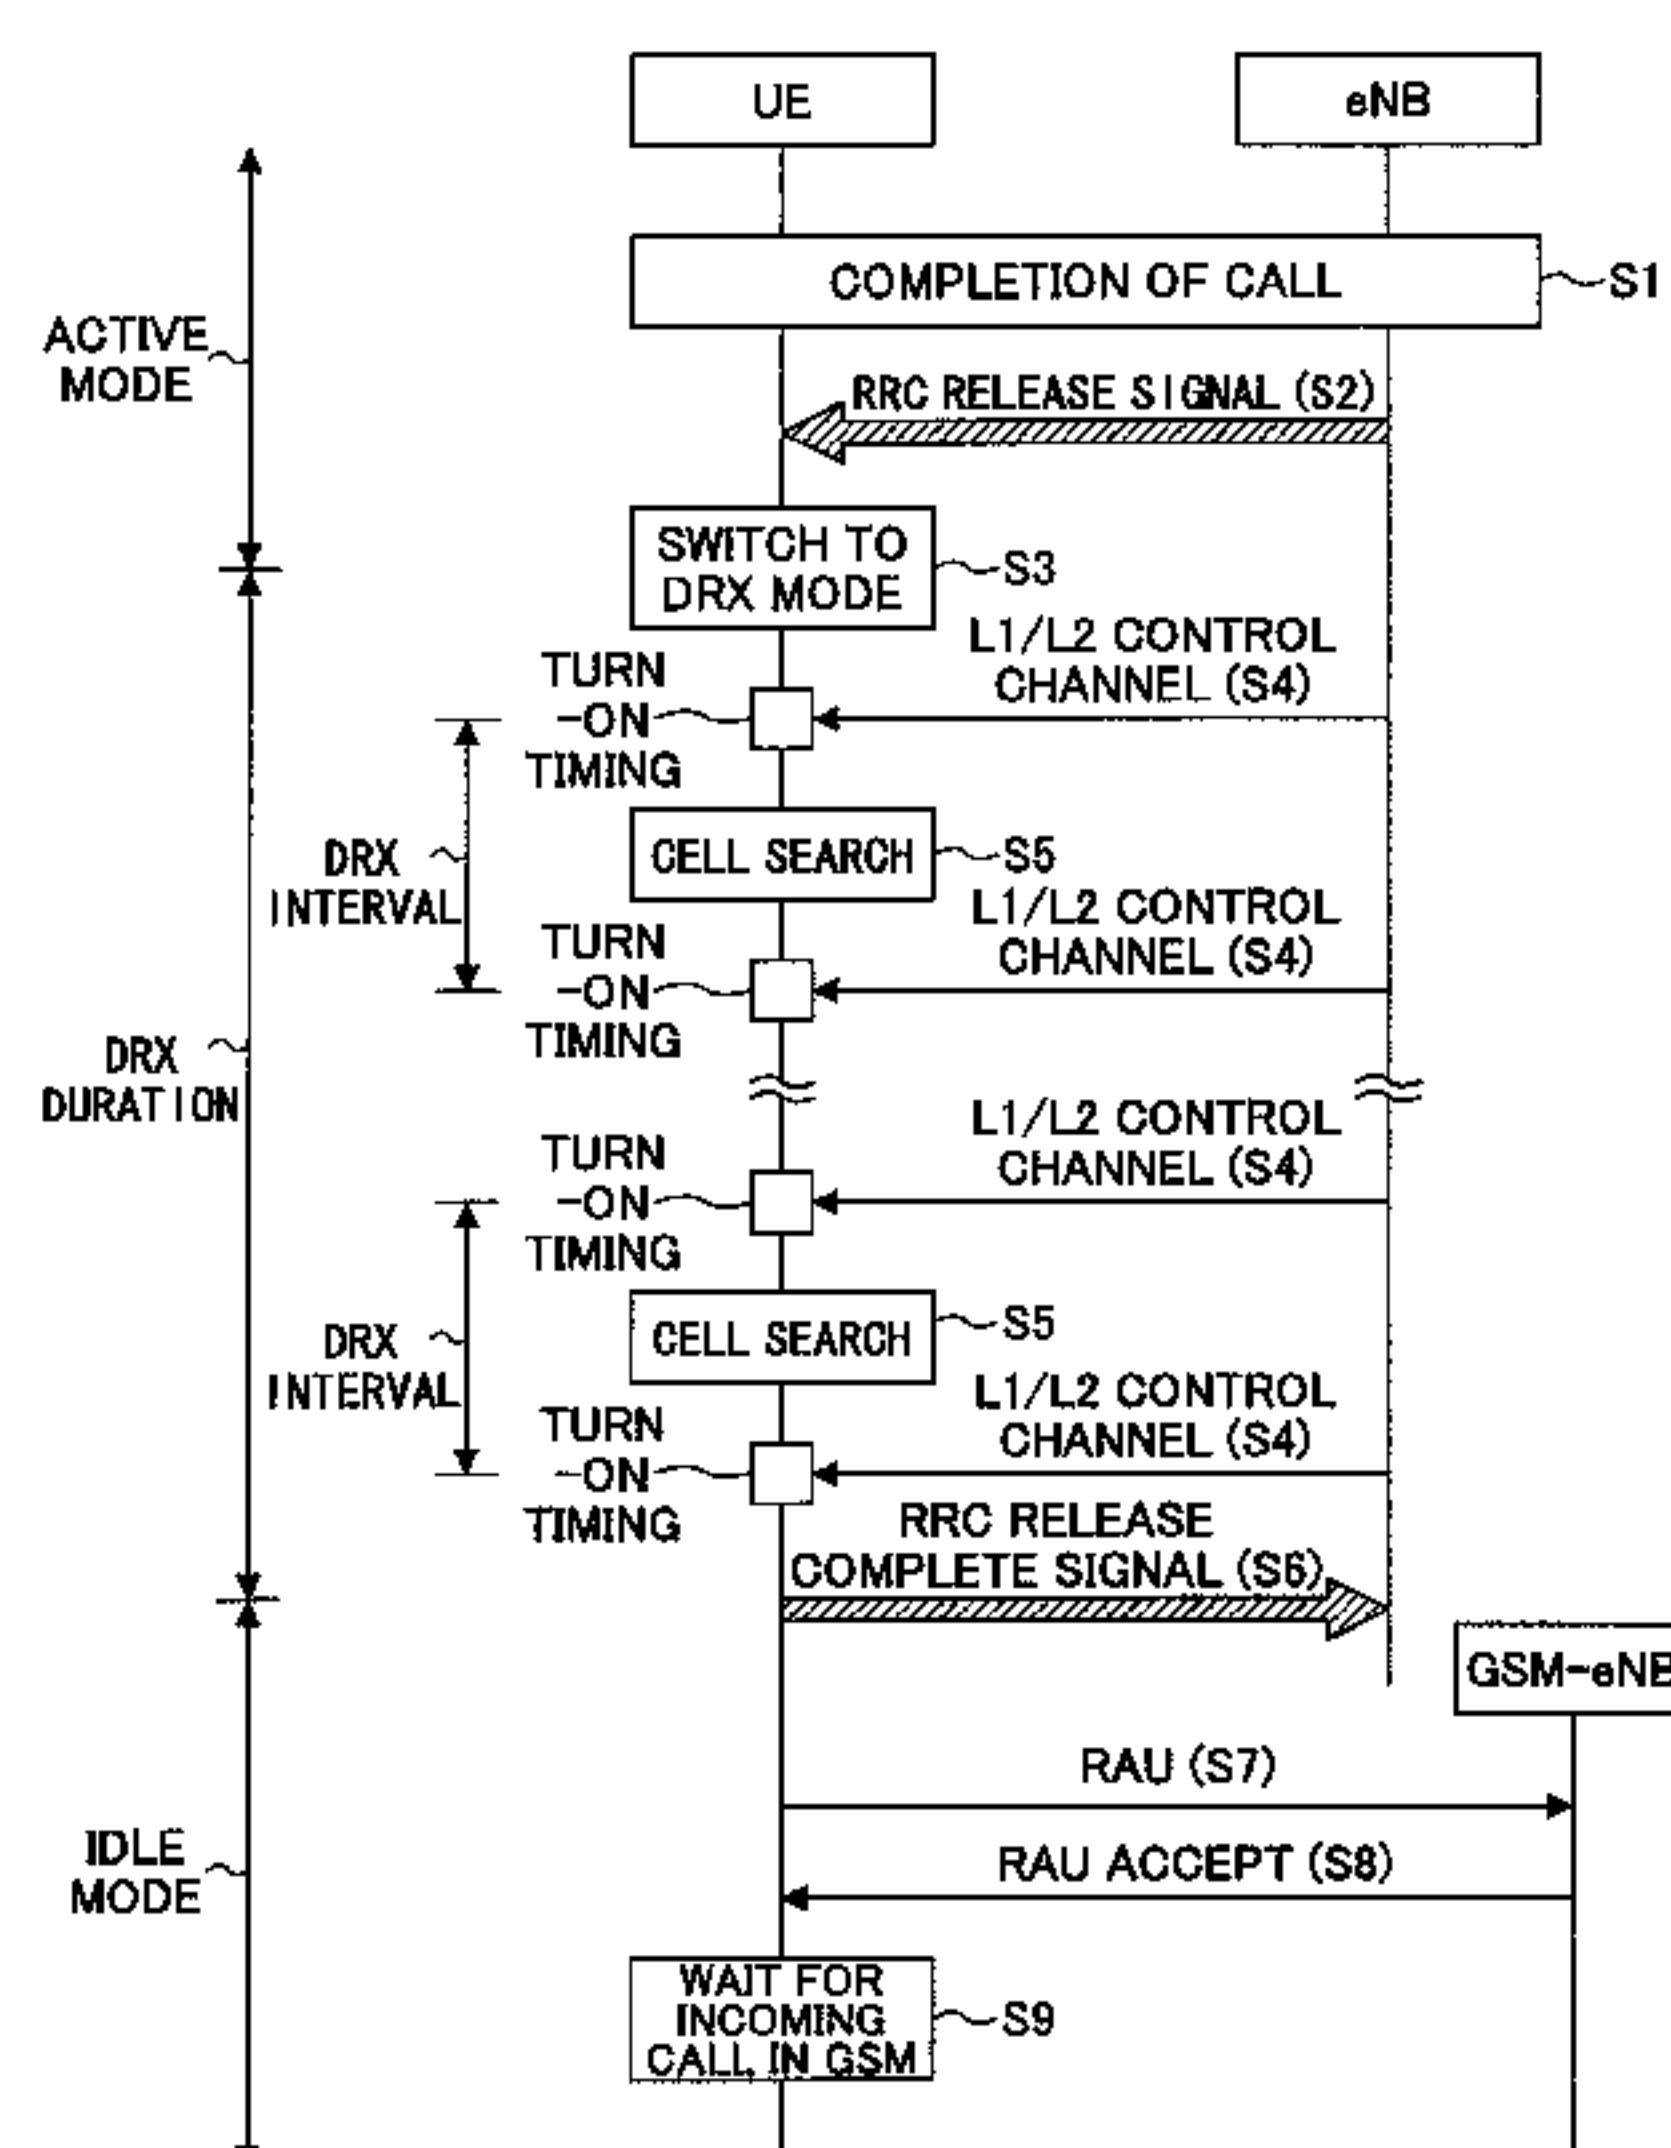 UE
eNB
COMPLETION OF CALL
S1
ACTIVE
MODE
RRC RELEASE SIGNAL (S2)
SWITCH TO
DRX MODE
S3
L1/L2 CONTROL
CHANNEL (S4)
TURN
-ON
TIMING
DRX
INTERVAL
CELL SEARCH
S5
L1/L2 CONTROL
CHANNEL (S4)
TURN
-ON
TIMING
DRX
DURATION
L1/L2 CONTROL
CHANNEL (S4)
TURN
-ON
TIMING
DRX
INTERVAL
CELL SEARCH
S5
L1/L2 CONTROL
CHANNEL (S4)
TURN
-ON
TIMING
RRC RELEASE
COMPLETE SIGNAL (S6)
GSM-eNB
RAU (S7)
IDLE
MODE
RAU ACCEPT (S8)
WAIT FOR
INCOMING
CALL IN GSM
S9